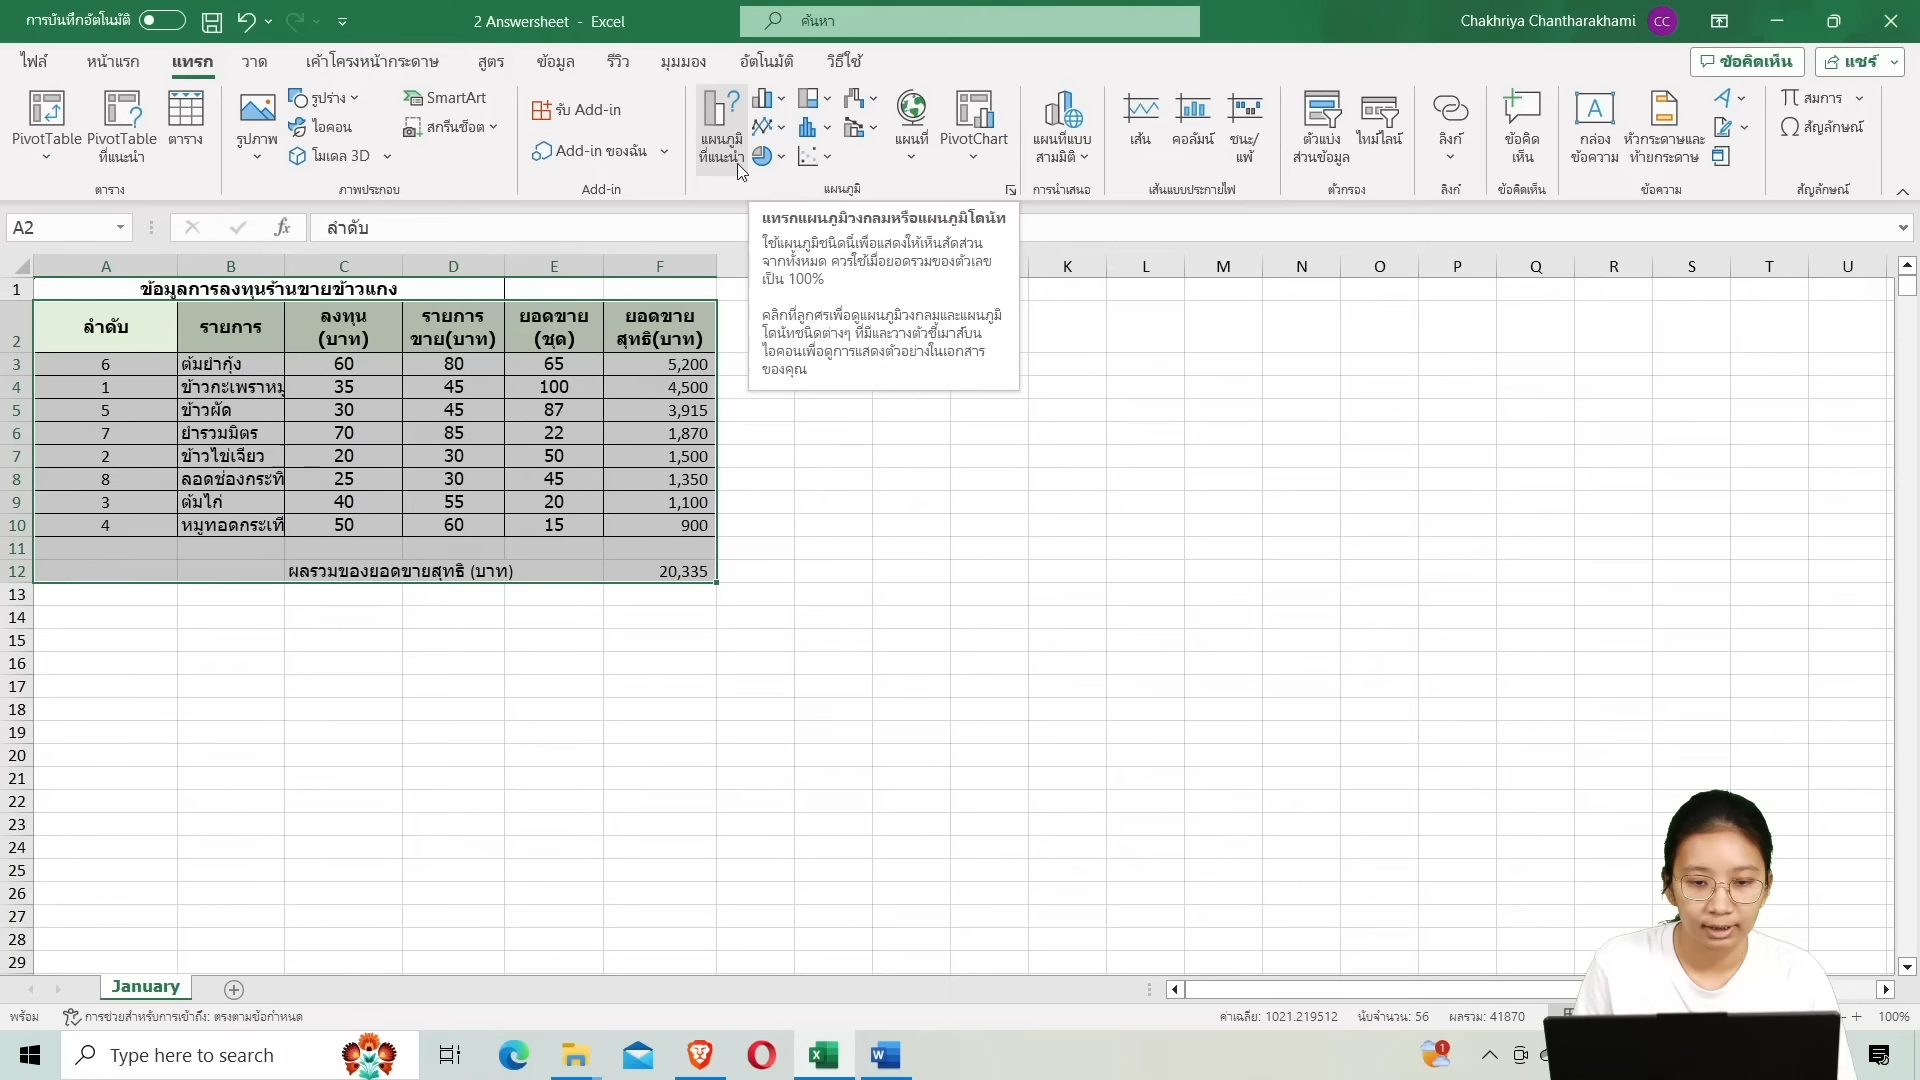 การบันทึกอัตโนมัติ
2 Answersheet - Excel
ค้นหา
Chakhriya Chantharakhami
CC
ไฟล์ หน้าแรก แทรก วาด เค้าโครงหน้ากระดาษ สูตร ข้อมูล รีวิว มุมมอง อัตโนมัติ วิธีใช้
ข้อคิดเห็น
แชร์
PivotTable
PivotTable ที่แนะนำ
ตาราง
ตาราง
รูปภาพ
รูปร่าง
ไอคอน
โมเดล 3D
SmartArt
สกรีนช็อต
ภาพประกอบ
รับ Add-in
Add-in ของฉัน
Add-in
แผนภูมิ
ที่แนะนำ
แผนที่
PivotChart
แผนภูมิ
แผนที่แบบ
สามมิติ
การนำเสนอ
เส้น
คอลัมน์
ชนะ/
แพ้
เส้นแบบประกายไฟ
ตัวแบ่ง
ส่วนข้อมูล
ไทม์ไลน์
ตัวกรอง
ลิงก์
ลิงก์
ข้อคิด
เห็น
ข้อคิดเห็น
กล่อง
ข้อความ
หัวกระดาษและ
ท้ายกระดาษ
ข้อความ
สมการ
สัญลักษณ์
สัญลักษณ์
A2
fx
ลำดับ
แทรกแผนภูมิวงกลมหรือแผนภูมิโดนัท
ใช้แผนภูมิชนิดนี้เพื่อแสดงให้เห็นสัดส่วน
จากทั้งหมด ควรใช้เมื่อยอดรวมของตัวเลข
เป็น 100%
คลิกที่ลูกศรเพื่อดูแผนภูมิวงกลมและแผนภูมิ
โดนัทชนิดต่างๆ ที่มีและวางตัวชี้เมาส์บน
ไอคอนเพื่อดูการแสดงตัวอย่างในเอกสาร
ของคุณ
A B C D E F K L M N O P Q R S T U
1 ข้อมูลการลงทุนร้านขายข้าวแกง
2 ลำดับ รายการ ลงทุน (บาท) รายการ ขาย(บาท) ยอดขาย (ชุด) ยอดขาย สุทธิ(บาท)
3 6 ต้มยำกุ้ง 60 80 65 5,200
4 1 ข้าวกะเพราหมู 35 45 100 4,500
5 5 ข้าวผัด 30 45 87 3,915
6 7 ยำรวมมิตร 70 85 22 1,870
7 2 ข้าวไข่เจียว 20 30 50 1,500
8 8 ลอดช่องกระทิ 25 30 45 1,350
9 3 ต้มไก่ 40 55 20 1,100
10 4 หมูทอดกระเที 50 60 15 900
11
12 ผลรวมของยอดขายสุทธิ (บาท) 20,335
13
14
15
16
17
18
19
20
21
22
23
24
25
26
27
28
29
January
พร้อม
การช่วยสำหรับการเข้าถึง: ตรงตามข้อกำหนด
ค่าเฉลี่ย: 1021.219512 นับจำนวน: 56 ผลรวม: 41870
100%
Type here to search
1